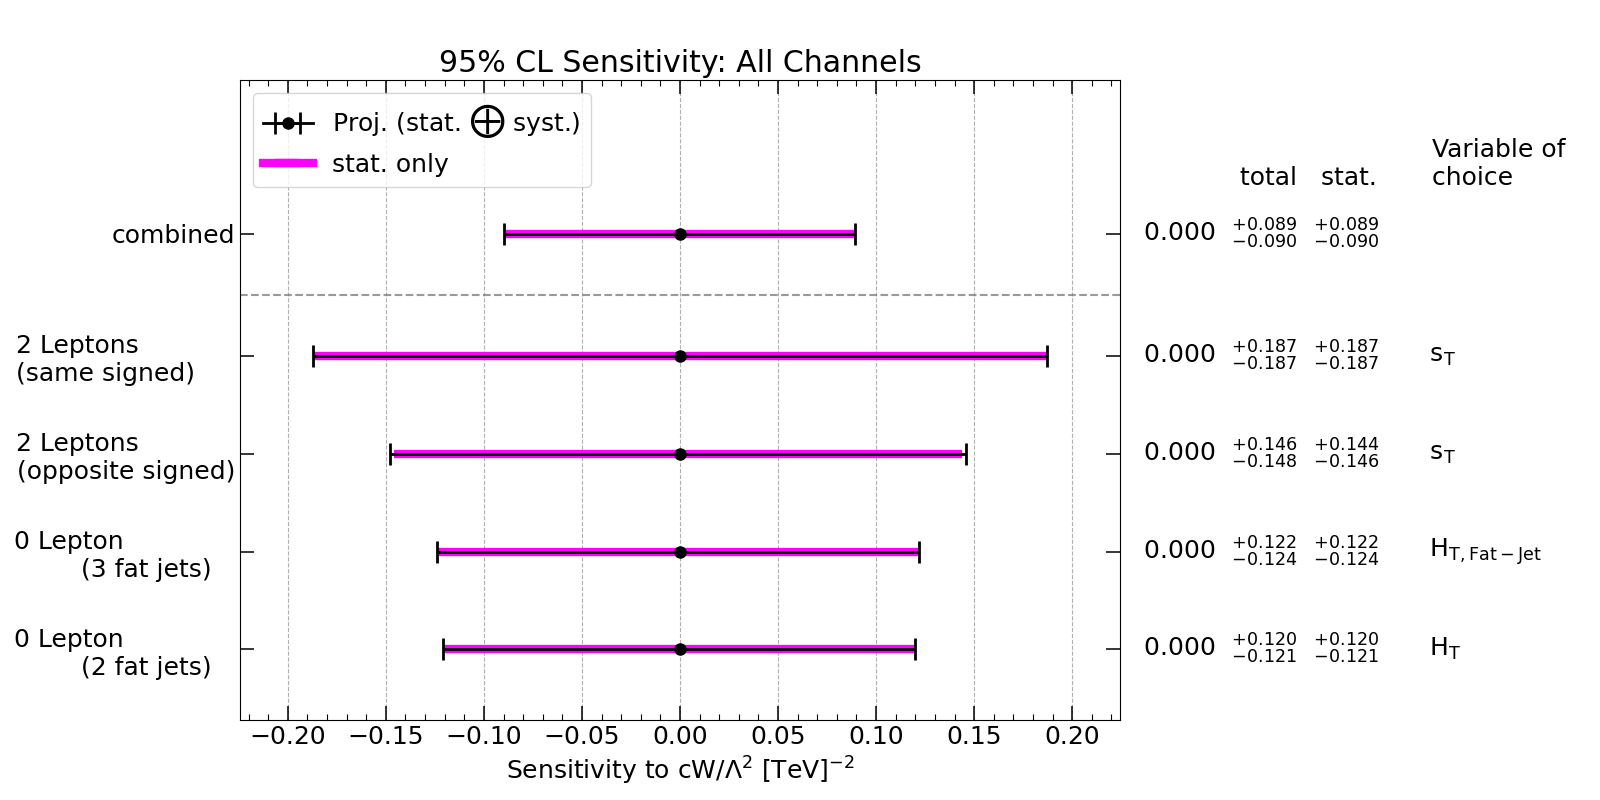 95% CL Sensitivity: All Channels
Proj. (stat. ⊕ syst.)
stat. only
Variable of
choice
total stat.
combined 0.000 +0.089 −0.090 +0.089 −0.090
2 Leptons
(same signed) 0.000 +0.187 −0.187 +0.187 −0.187 s_T
2 Leptons
(opposite signed) 0.000 +0.146 −0.148 +0.144 −0.146 s_T
0 Lepton
(3 fat jets) 0.000 +0.122 −0.124 +0.122 −0.124 H_T, Fat−Jet
0 Lepton
(2 fat jets) 0.000 +0.120 −0.121 +0.120 −0.121 H_T
−0.20 −0.15 −0.10 −0.05 0.00 0.05 0.10 0.15 0.20
Sensitivity to cW/Λ² [TeV]⁻²